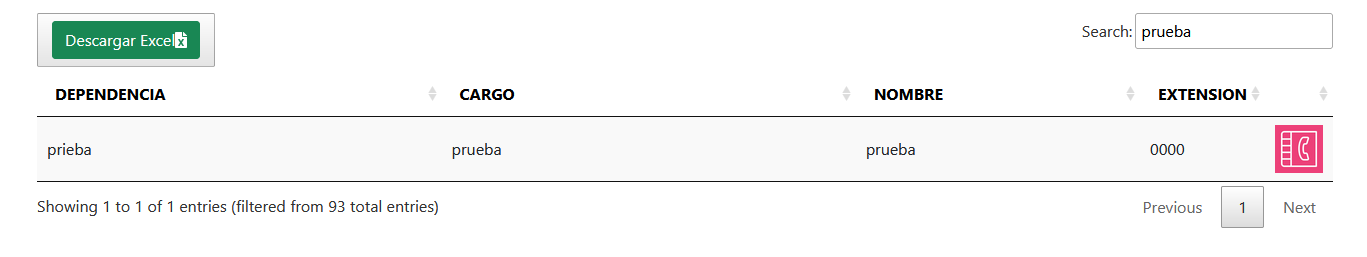 Descargar Excel
Search: prueba
DEPENDENCIA CARGO NOMBRE EXTENSION
prieba prueba prueba 0000
Showing 1 to 1 of 1 entries (filtered from 93 total entries)
Previous 1 Next